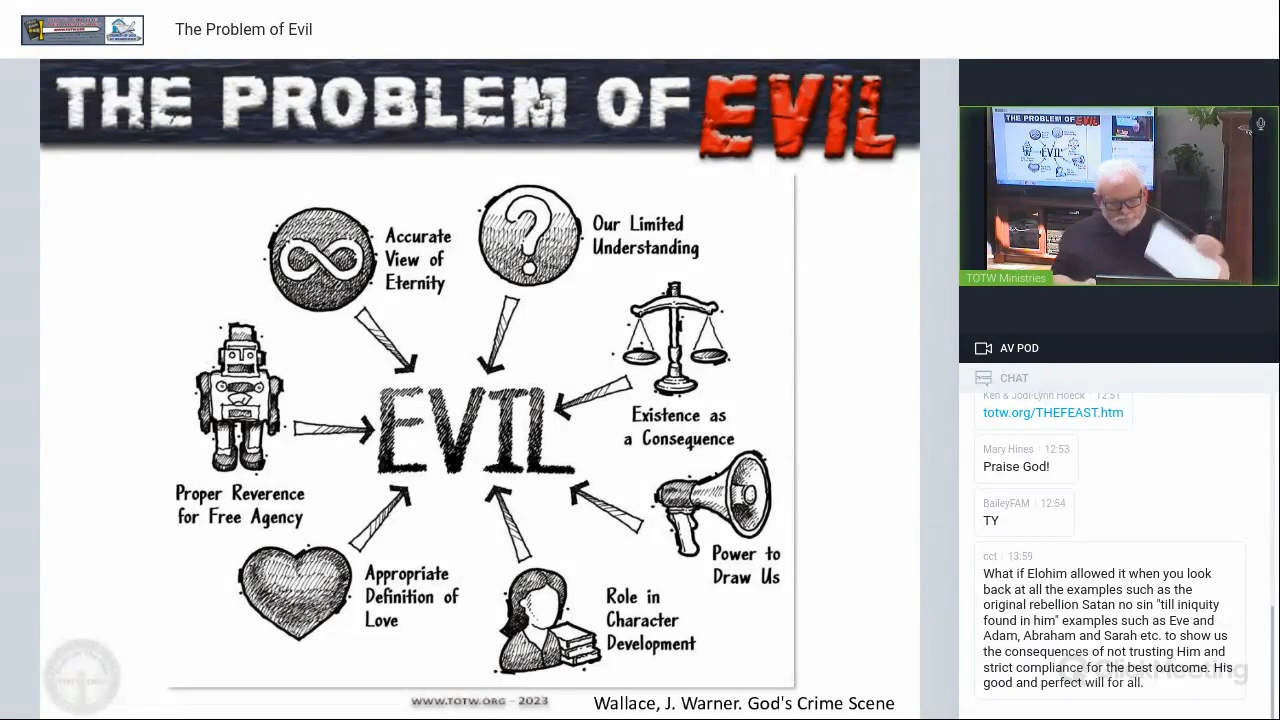 The Problem of Evil
THE PROBLEM OF EVIL
Accurate
View of
Eternity
Our Limited
Understanding
Existence as
a Consequence
Proper Reverence
for Free Agency
EVIL
Power to
Draw Us
Appropriate
Definition of
Love
Role in
Character
Development
WWW.TOTW.ORG - 2023
Wallace, J. Warner. God's Crime Scene
THE PROBLEM OF EVIL
EVIL
TOTW Ministries
AV POD
CHAT
Ken & Jodi-Lynn Hoeck 12:51
totw.org/THEFEAST.htm
Mary Hines 12:53
Praise God!
BaileyFAM 12:54
TY
cct 13:59
What if Elohim allowed it when you look
back at all the examples such as the
original rebellion Satan no sin "till iniquity
found in him" examples such as Eve and
Adam, Abraham and Sarah etc. to show us
the consequences of not trusting Him and
strict compliance for the best outcome. His
good and perfect will for all.
ClickMeeting